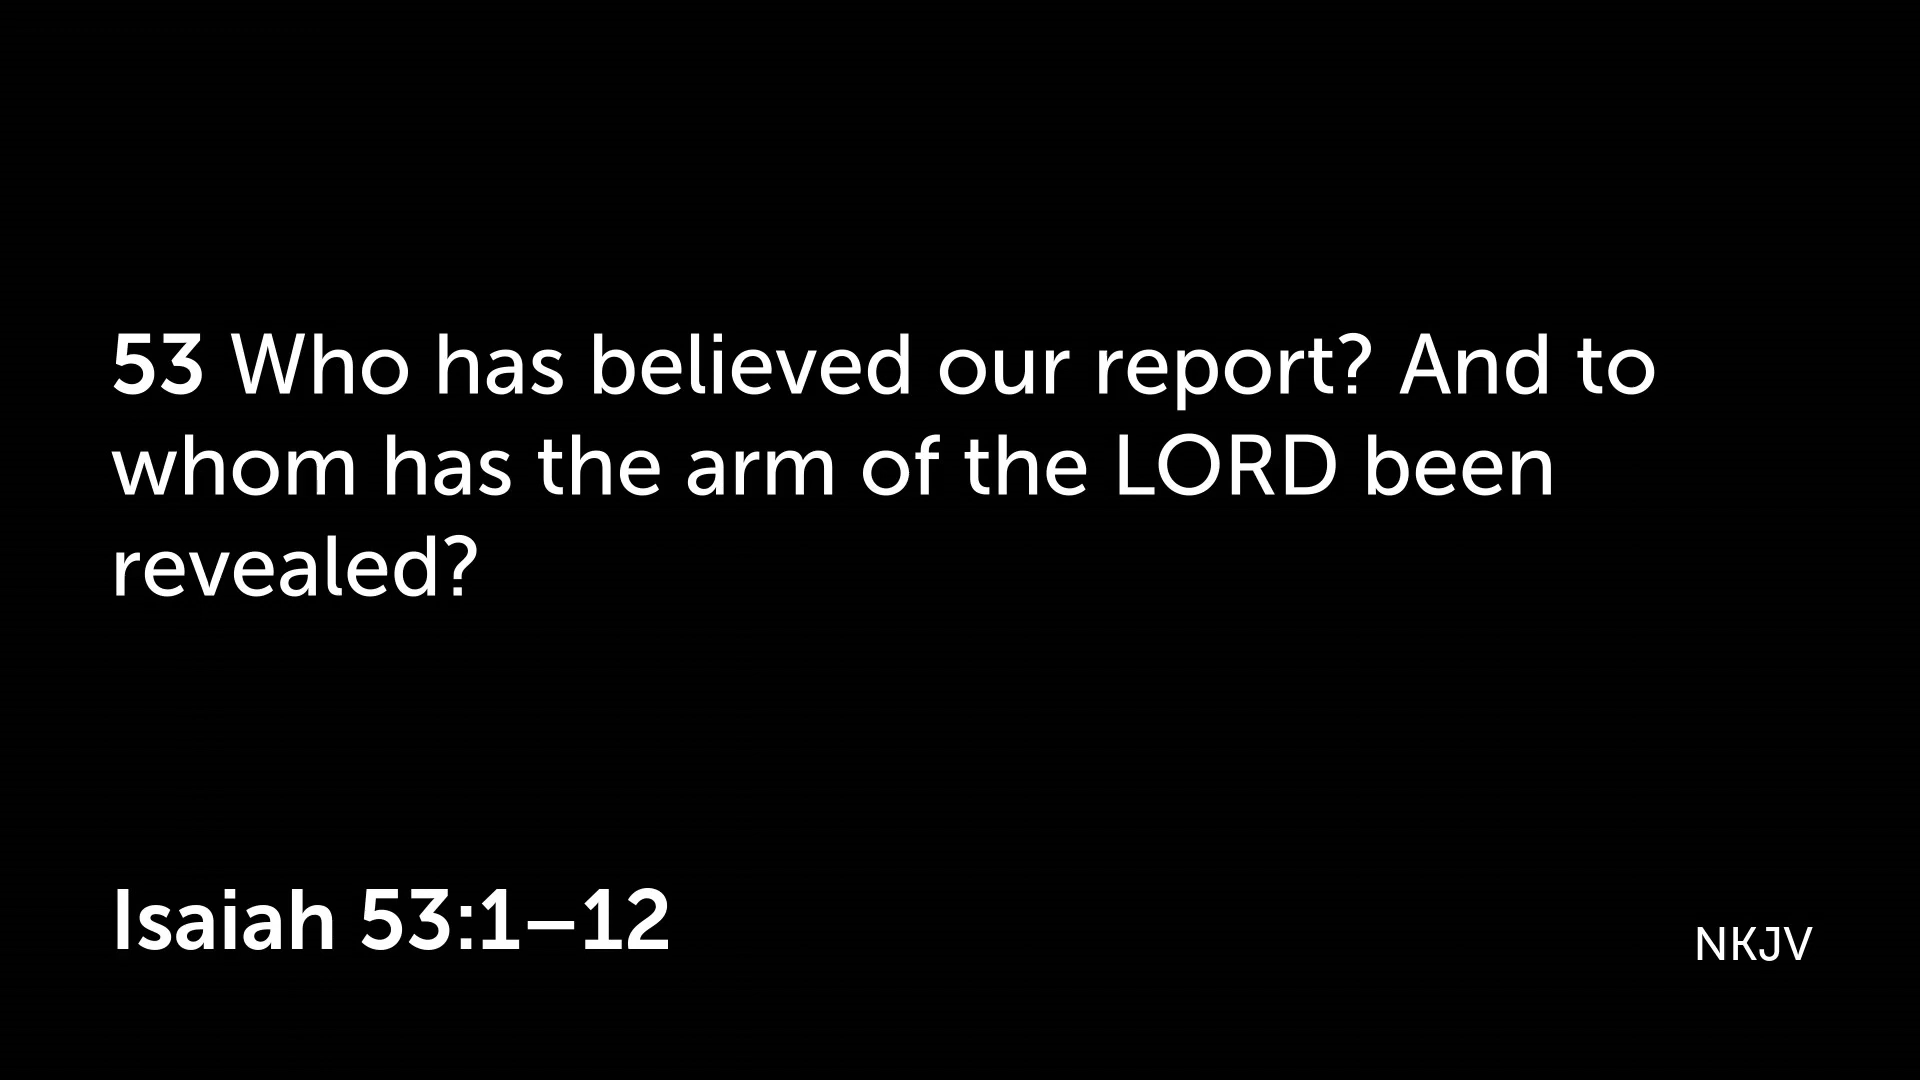 53 Who has believed our report? And to
whom has the arm of the LORD been
revealed?
Isaiah 53:1–12
NKJV